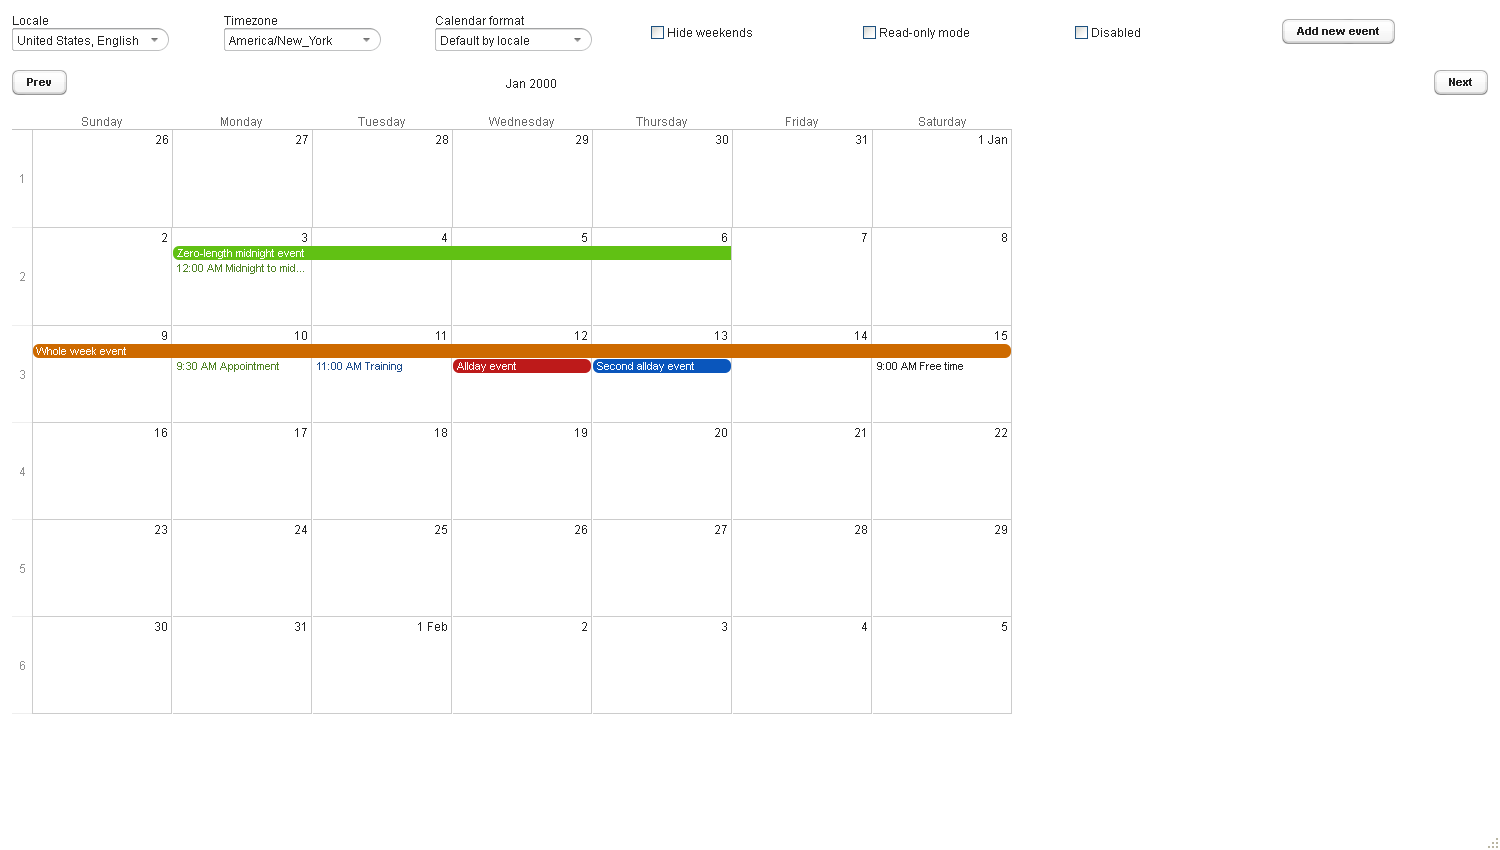 Locale
Timezone
Calendar format
United States, English
America/New_York
Default by locale
Hide weekends
Read-only mode
Disabled
Add new event
Prev
Jan 2000
Next
Sunday Monday Tuesday Wednesday Thursday Friday Saturday
26 27 28 29 30 31 1 Jan
1
2 3 4 5 6 7 8
Zero-length midnight event
12:00 AM Midnight to mid...
2
9 10 11 12 13 14 15
Whole week event
9:30 AM Appointment
11:00 AM Training
Allday event
Second allday event
9:00 AM Free time
3
16 17 18 19 20 21 22
4
23 24 25 26 27 28 29
5
30 31 1 Feb 2 3 4 5
6